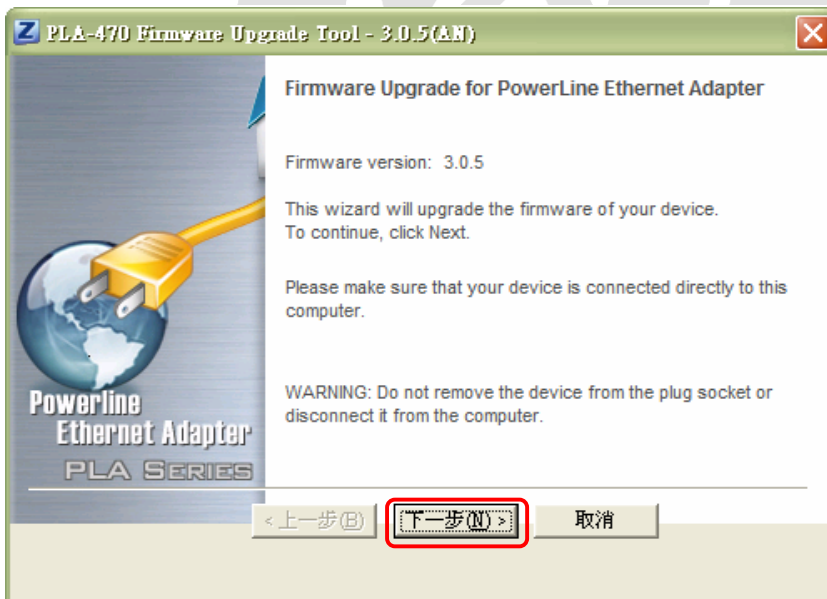 PLA-470 Firmware Upgrade Tool - 3.0.5(AN)
Firmware Upgrade for PowerLine Ethernet Adapter
Firmware version: 3.0.5
This wizard will upgrade the firmware of your device.
To continue, click Next.
Please make sure that your device is connected directly to this
computer.
WARNING: Do not remove the device from the plug socket or
disconnect it from the computer.
Powerline
Ethernet Adapter
PLA SERIES
<上一步(B)
下一步(N) >
取消